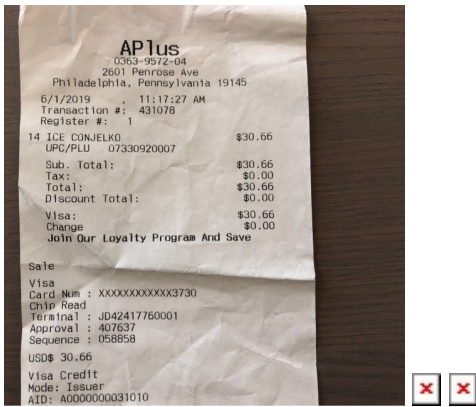 APlus
0363-9572-04
2601 Penrose Ave
Philadelphia, Pennsylvania 19145
6/1/2019 , 11:17:27 AM
Transaction #: 431078
Register #: 1
14 ICE CONJELKO $30.66
UPC/PLU 07330920007
Sub. Total: $30.66
Tax: $0.00
Total: $30.66
Discount Total: $0.00
Visa: $30.66
Change $0.00
Join Our Loyalty Program And Save
Sale
Visa
Card Num : XXXXXXXXXXXX3730
Chip Read
Terminal : JD42417760001
Approval : 407637
Sequence : 058858
USD$ 30.66
Visa Credit
Mode: Issuer
AID: A0000000031010